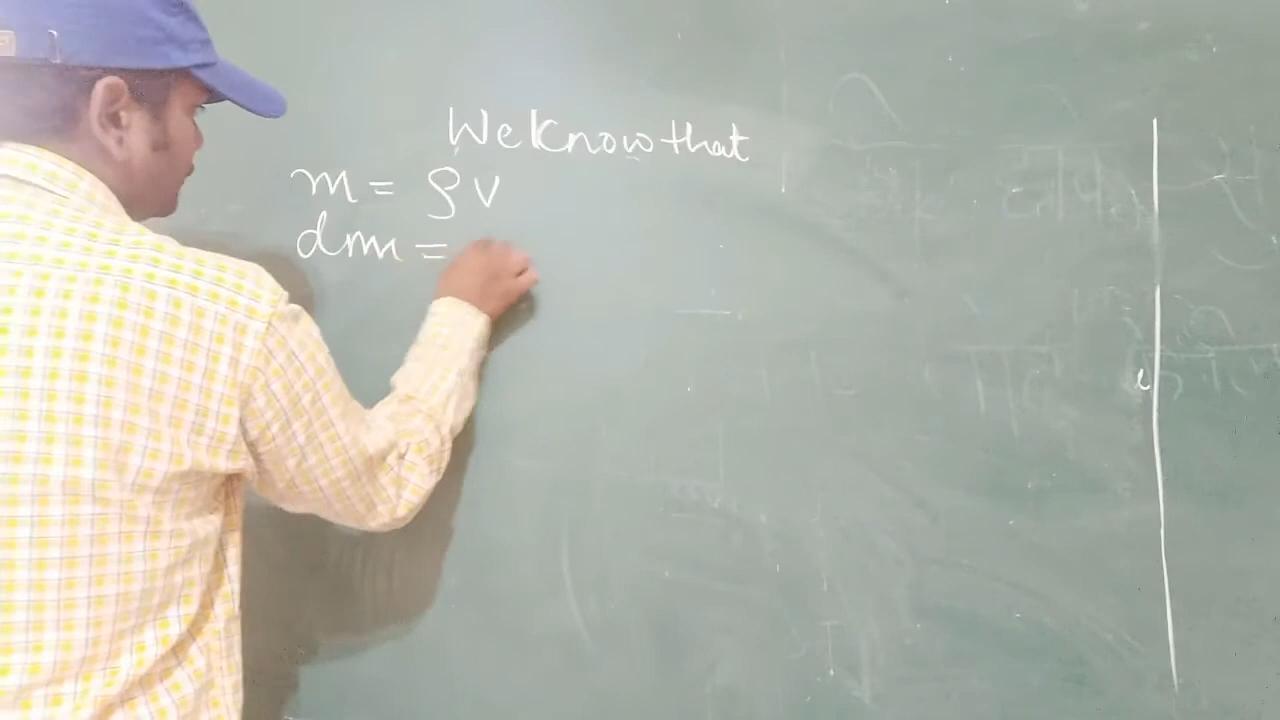 We Know that
m = ρv
dm =